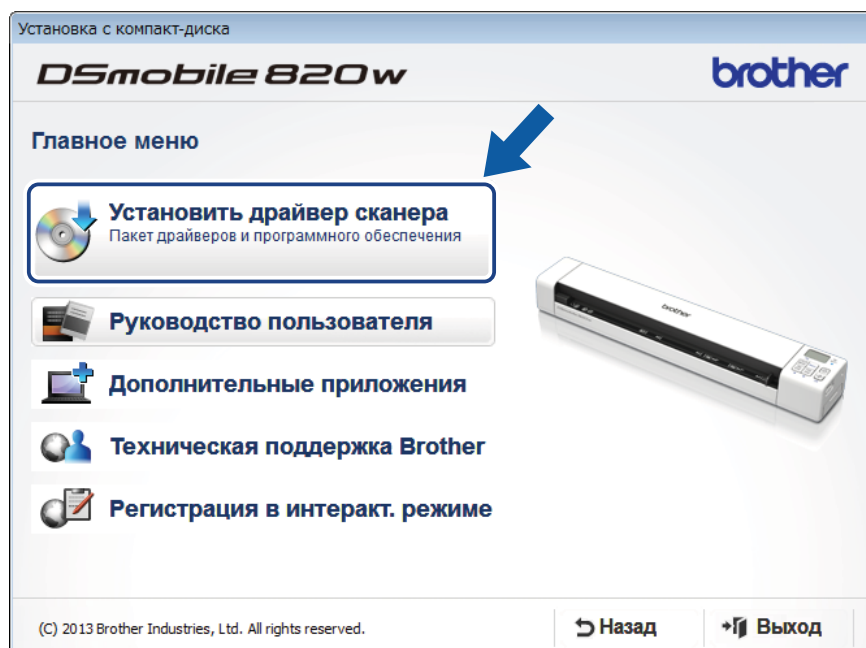 Установка с компакт-диска
DSmobile 820w
brother
Главное меню
Установить драйвер сканера
Пакет драйверов и программного обеспечения
brother
Руководство пользователя
Дополнительные приложения
Техническая поддержка Brother
Регистрация в интеракт. режиме
(C) 2013 Brother Industries, Ltd. All rights reserved.
Назад
Выход